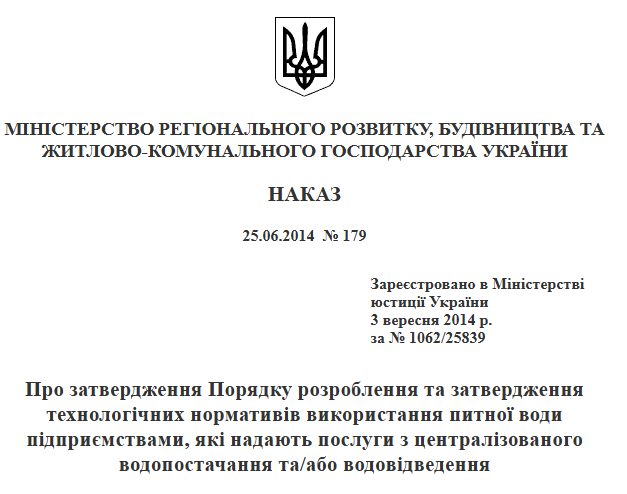 МІНІСТЕРСТВО РЕГІОНАЛЬНОГО РОЗВИТКУ, БУДІВНИЦТВА ТА
ЖИТЛОВО-КОМУНАЛЬНОГО ГОСПОДАРСТВА УКРАЇНИ
НАКАЗ
25.06.2014 № 179
Зареєстровано в Міністерстві
юстиції України
3 вересня 2014 р.
за № 1062/25839
Про затвердження Порядку розроблення та затвердження
технологічних нормативів використання питної води
підприємствами, які надають послуги з централізованого
водопостачання та/або водовідведення